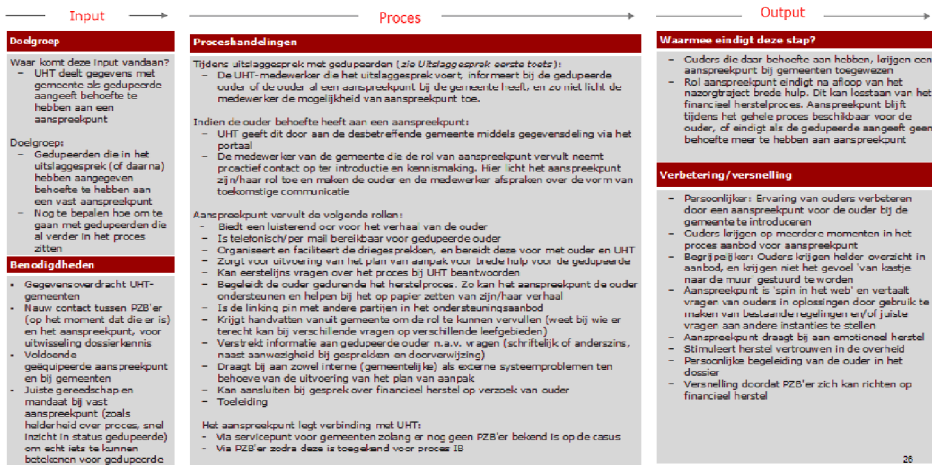 Input
Proces
Output
Doelgroep
Waar komt deze input vandaan?
– UHT deelt gegevens met
gemeente als gedupeerde
aangeeft behoefte te
hebben aan een
aanspreekpunt
Doelgroep:
– Gedupeerden die in het
uitslaggesprek (of daarna)
hebben aangegeven
behoefte te hebben aan
een vast aanspreekpunt
– Nog te bepalen hoe om te
gaan met gedupeerden die
al verder in het proces
zitten
Benodigdheden
• Gegevensoverdracht UHT-
gemeenten
• Nauw contact tussen PZB'er
(op het moment dat die er is)
en het aanspreekpunt, voor
uitwisseling dossierkennis
• Voldoende
geëquipeerde aanspreekpunt
en bij gemeenten
• Juiste gereedschap en
mandaat bij vast
aanspreekpunt (zoals
helderheid over proces, snel
inzicht in status gedupeerde)
om echt iets te kunnen
betekenen voor gedupeerde
Proceshandelingen
Tijdens uitslaggesprek met gedupeerden (zie Uitslaggesprek eerste toets):
– De UHT-medewerker die het uitslaggesprek voert, informeert bij de gedupeerde
ouder of de ouder al een aanspreekpunt bij de gemeente heeft, en zo niet licht de
medewerker de mogelijkheid van aanspreekpunt toe.
Indien de ouder behoefte heeft aan een aanspreekpunt:
– UHT geeft dit door aan de desbetreffende gemeente middels gegevensdeling via het
portaal
– De medewerker van de gemeente die de rol van aanspreekpunt vervult neemt
proactief contact op ter introductie en kennismaking. Hier licht het aanspreekpunt
zijn/haar rol toe en maken de ouder en de medewerker afspraken over de vorm van
toekomstige communicatie
Aanspreekpunt vervult de volgende rollen:
– Biedt een luisterend oor voor het verhaal van de ouder
– Is telefonisch/per mail bereikbaar voor gedupeerde ouder
– Organiseert en faciliteert de driegesprekken, en bereidt deze voor met ouder en UHT
– Zorgt voor uitvoering van het plan van aanpak voor brede hulp voor de gedupeerde
– Kan eerstelijns vragen over het proces bij UHT beantwoorden
– Begeleidt de ouder gedurende het herstelproces. Zo kan het aanspreekpunt de ouder
ondersteunen en helpen bij het op papier zetten van zijn/haar verhaal
– Is de linking pin met andere partijen in het ondersteuningsaanbod
– Krijgt handvatten vanuit gemeente om de rol te kunnen vervullen (weet bij wie er
terecht kan bij verschillende vragen op verschillende leefgebieden)
– Verstrekt informatie aan gedupeerde ouder n.a.v. vragen (schriftelijk of anderszins,
naast aanwezigheid bij gesprekken en doorverwijzing)
– Draagt bij aan zowel interne (gemeentelijke) als externe systeemproblemen ten
behoeve van de uitvoering van het plan van aanpak
– Kan aansluiten bij gesprek over financieel herstel op verzoek van ouder
– Toeleiding
Het aanspreekpunt legt verbinding met UHT:
- Via servicepunt voor gemeenten zolang er nog geen PZB'er bekend is op de casus
- Via PZB'er zodra deze is toegekend voor proces IB
Waarmee eindigt deze stap?
– Ouders die daar behoefte aan hebben, krijgen een
aanspreekpunt bij gemeenten toegewezen
– Rol aanspreekpunt eindigt na afloop van het
nazorgtraject brede hulp. Dit kan losstaan van het
financieel herstelproces. Aanspreekpunt blijft
tijdens het gehele proces beschikbaar voor de
ouder, of eindigt als de gedupeerde aangeeft geen
behoefte meer te hebben aan aanspreekpunt
Verbetering/versnelling
– Persoonlijker: Ervaring van ouders verbeteren
door een aanspreekpunt voor de ouder bij de
gemeente te introduceren
– Ouders krijgen op meerdere momenten in het
proces aanbod voor aanspreekpunt
– Begrijpelijker: Ouders krijgen helder overzicht in
aanbod, en krijgen niet het gevoel 'van kastje
naar de muur' gestuurd te worden
– Aanspreekpunt is 'spin in het web' en vertaalt
vragen van ouders in oplossingen door gebruik te
maken van bestaande regelingen en/of juiste
vragen aan andere instanties te stellen
– Aanspreekpunt draagt bij aan emotioneel herstel
– Stimuleert herstel vertrouwen in de overheid
– Persoonlijke begeleiding van de ouder in het
dossier
– Versnelling doordat PZB'er zich kan richten op
financieel herstel
26